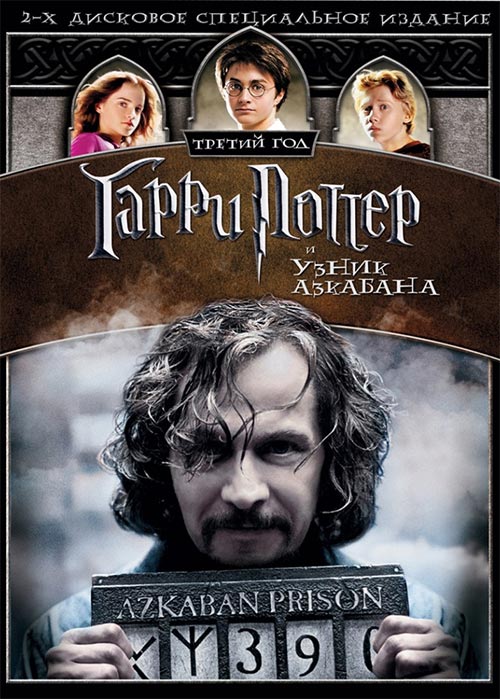 2-Х ДИСКОВОЕ СПЕЦИАЛЬНОЕ ИЗДАНИЕ
ТРЕТИЙ ГОД
ГАРРИ ПОТТЕР
И
УЗНИК
АЗКАБАНА
AZKABAN PRISON
390